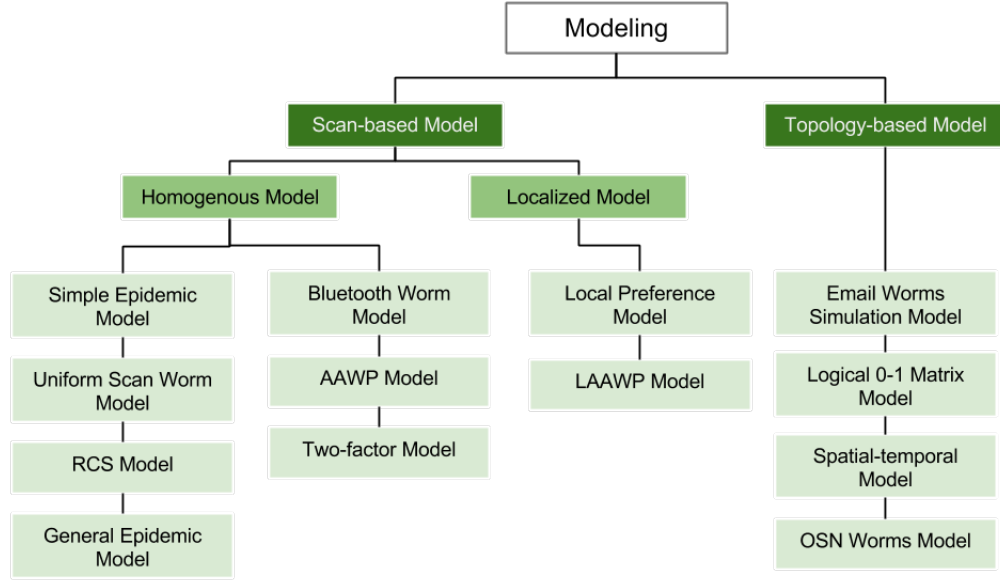 Modeling
Scan-based Model
Topology-based Model
Homogenous Model
Localized Model
Simple Epidemic
Model
Bluetooth Worm
Model
Local Preference
Model
Email Worms
Simulation Model
Uniform Scan Worm
Model
AAWP Model
LAAWP Model
Logical 0-1 Matrix
Model
RCS Model
Two-factor Model
Spatial-temporal
Model
General Epidemic
Model
OSN Worms Model